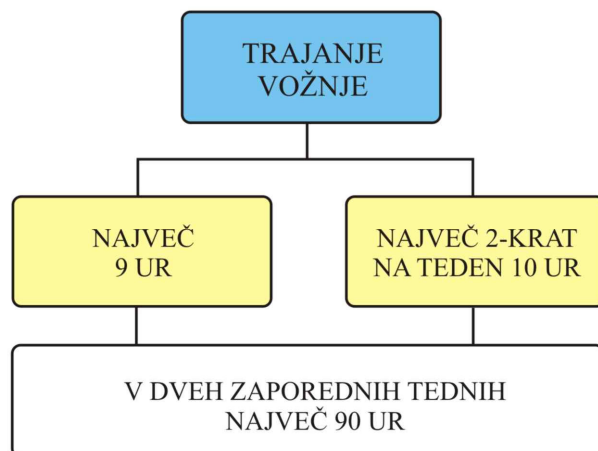 TRAJANJE
VOŽNJE
NAJVEČ
9 UR
NAJVEČ 2-KRAT
NA TEDEN 10 UR
V DVEH ZAPOREDNIH TEDNIH
NAJVEČ 90 UR